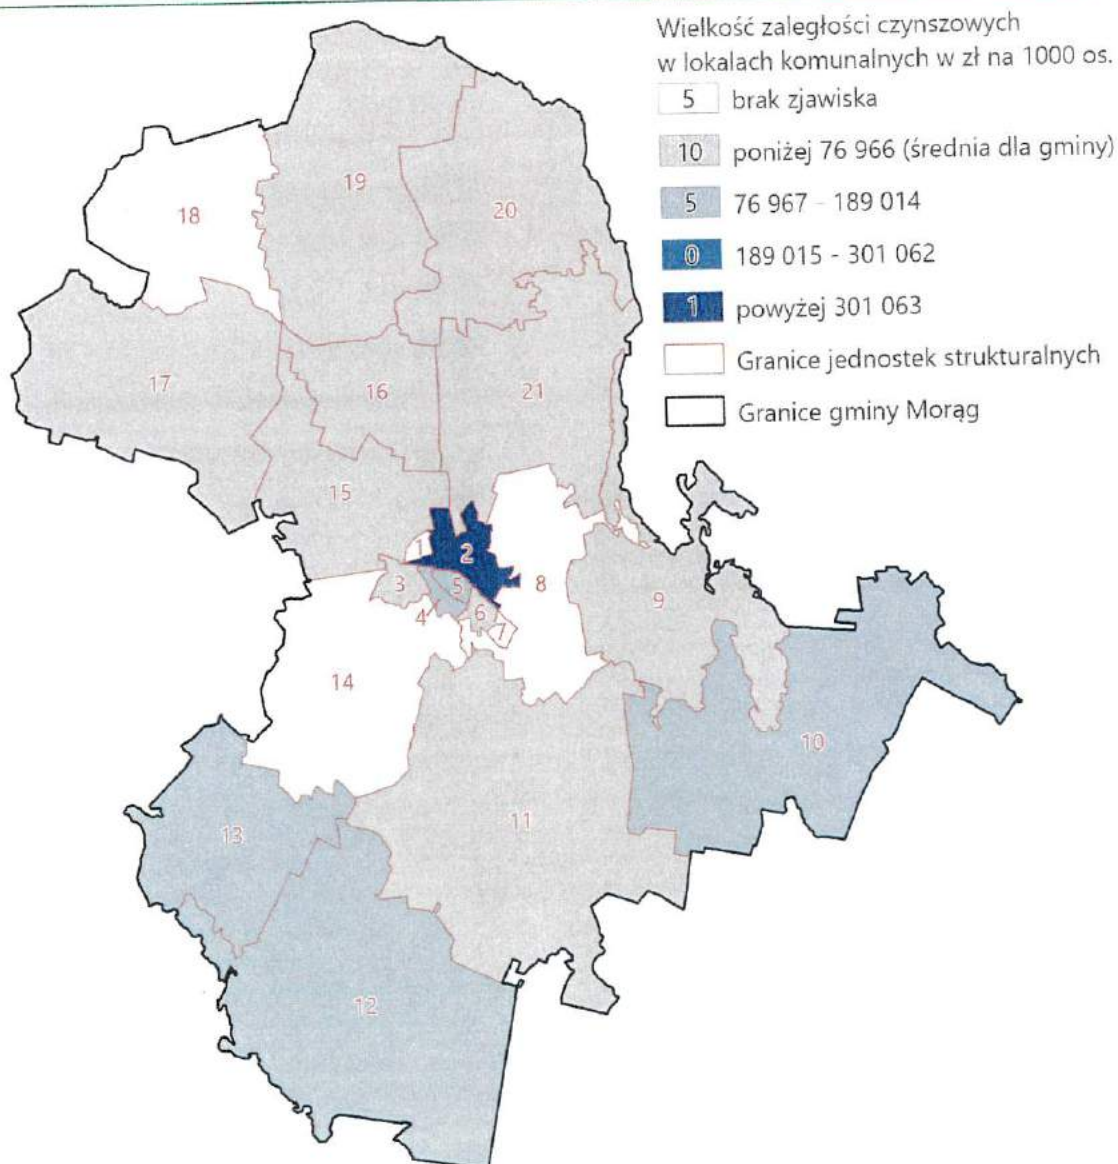 Wielkość zaległości czynszowych
w lokalach komunalnych w zł na 1000 os.
5 brak zjawiska
10 poniżej 76 966 (średnia dla gminy)
5 76 967 - 189 014
0 189 015 - 301 062
1 powyżej 301 063
Granice jednostek strukturalnych
Granice gminy Morąg
19
18
20
17
16
21
15
1
2
3
5
8
4
6
7
9
14
10
13
11
12